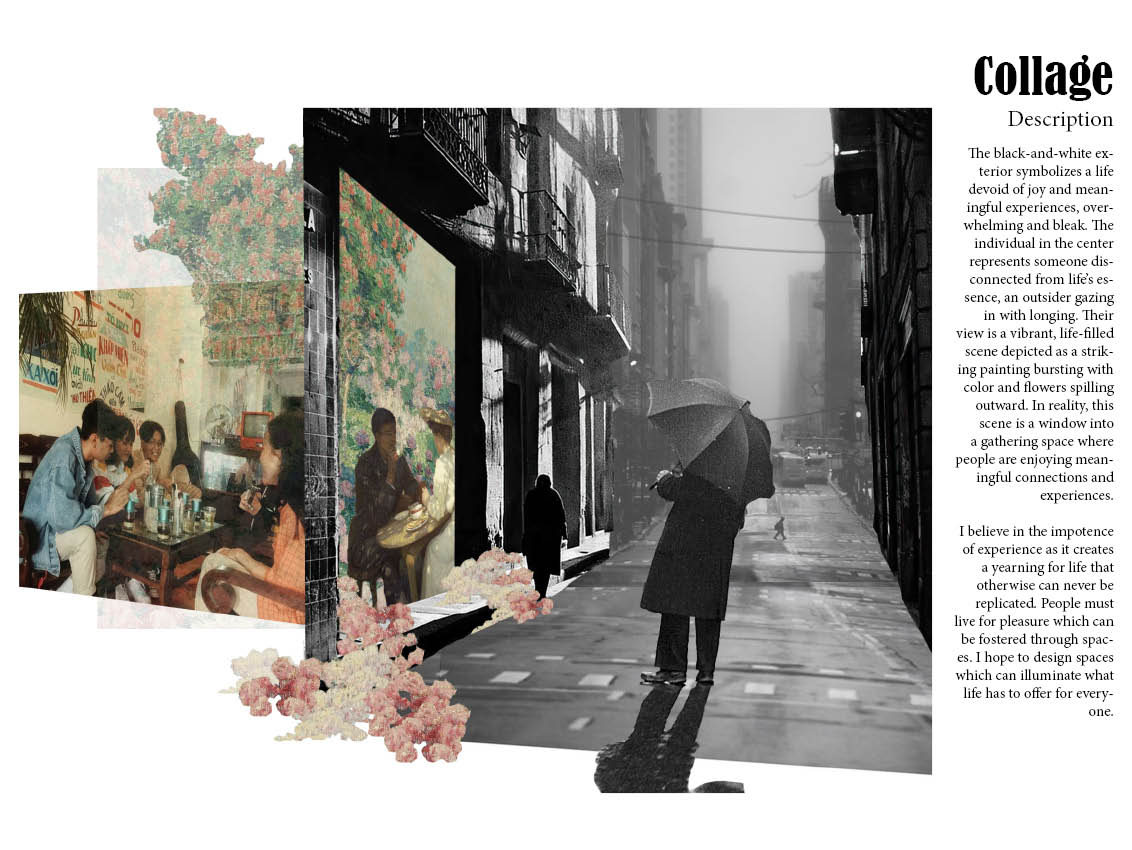 Collage
Description
The black-and-white ex-
terior symbolizes a life
devoid of joy and mean-
ingful experiences, over-
whelming and bleak. The
individual in the center
represents someone dis-
connected from life's es-
sence, an outsider gazing
in with longing. Their
view is a vibrant, life-filled
scene depicted as a strik-
ing painting bursting with
color and flowers spilling
outward. In reality, this
scene is a window into
a gathering space where
people are enjoying mean-
ingful connections and
experiences.
I believe in the impotence
of experience as it creates
a yearning for life that
otherwise can never be
replicated. People must
live for pleasure which can
be fostered through spac-
es. I hope to design spaces
which can illuminate what
life has to offer for every-
one.